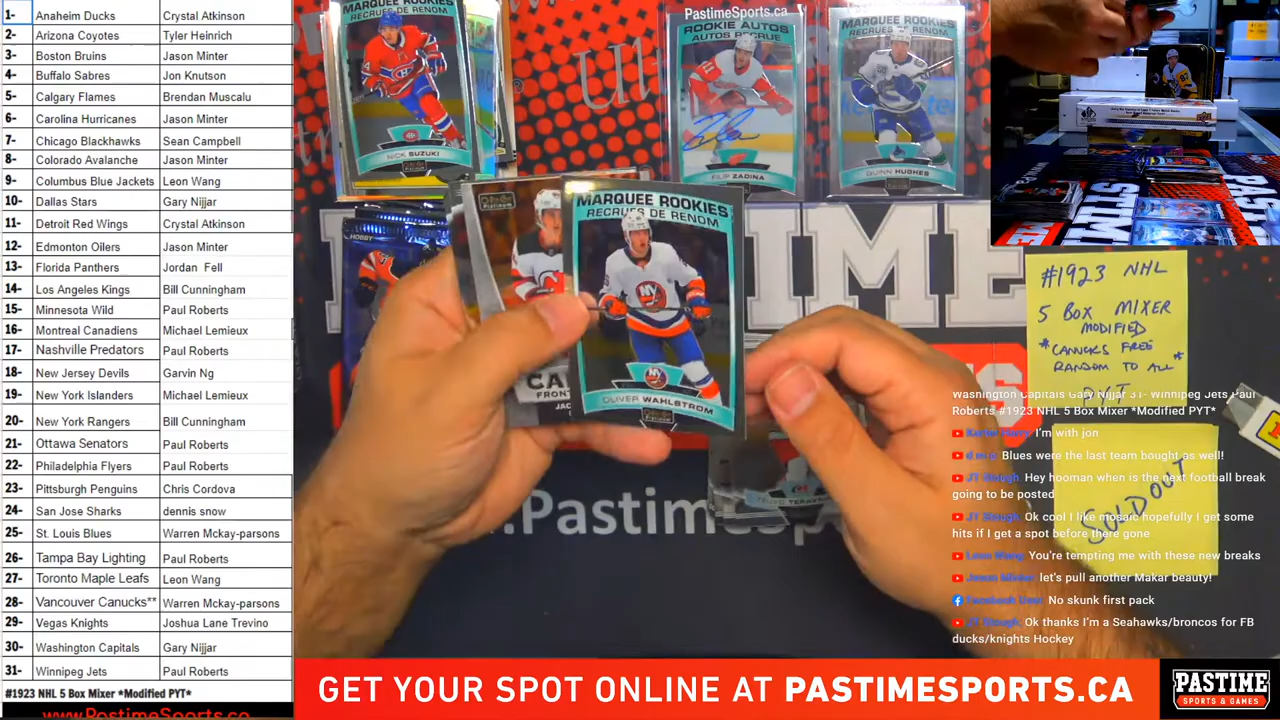 1- Anaheim Ducks Crystal Atkinson
2- Arizona Coyotes Tyler Heinrich
3- Boston Bruins Jason Minter
4- Buffalo Sabres Jon Knutson
5- Calgary Flames Brendan Muscalu
6- Carolina Hurricanes Jason Minter
7- Chicago Blackhawks Sean Campbell
8- Colorado Avalanche Jason Minter
9- Columbus Blue Jackets Leon Wang
10- Dallas Stars Gary Nijjar
11- Detroit Red Wings Crystal Atkinson
12- Edmonton Oilers Jason Minter
13- Florida Panthers Jordan Fell
14- Los Angeles Kings Bill Cunningham
15- Minnesota Wild Paul Roberts
16- Montreal Canadiens Michael Lemieux
17- Nashville Predators Paul Roberts
18- New Jersey Devils Garvin Ng
19- New York Islanders Michael Lemieux
20- New York Rangers Bill Cunningham
21- Ottawa Senators Paul Roberts
22- Philadelphia Flyers Paul Roberts
23- Pittsburgh Penguins Chris Cordova
24- San Jose Sharks dennis snow
25- St. Louis Blues Warren Mckay-parsons
26- Tampa Bay Lighting Paul Roberts
27- Toronto Maple Leafs Leon Wang
28- Vancouver Canucks** Warren Mckay-parsons
29- Vegas Knights Joshua Lane Trevino
30- Washington Capitals Gary Nijjar
31- Winnipeg Jets Paul Roberts
#1923 NHL 5 Box Mixer *Modified PYT*
www.PastimeSports.ca
MARQUEE ROOKIES
RECRUES DE RENOM
NICK SUZUKI
PastimeSports.ca
ROOKIE AUTOS
AUTOS RECRUE
FILIP ZADINA
MARQUEE ROOKIES
RECRUES DE RENOM
QUINN HUGHES
HOBBY
MARQUEE ROOKIES
RECRUES DE RENOM
OLIVER WAHLSTROM
.Pastime
#1923 NHL
5 BOX MIXER
MODIFIED
*CANUCKS FREE
RANDOM TO ALL*
SOLD OUT
Washington Capitals Gary Nijjar 31- Winnipeg Jets Paul
Roberts #1923 NHL 5 Box Mixer *Modified PYT*
I'm with jon
Blues were the last team bought as well!
Hey hooman when is the next football break
going to be posted
Ok cool I like mosaic hopefully I get some
hits if I get a spot before there gone
You're tempting me with these new breaks
let's pull another Makar beauty!
No skunk first pack
Ok thanks I'm a Seahawks/broncos for FB
ducks/knights Hockey
GET YOUR SPOT ONLINE AT PASTIMESPORTS.CA
PASTIME
SPORTS & GAMES